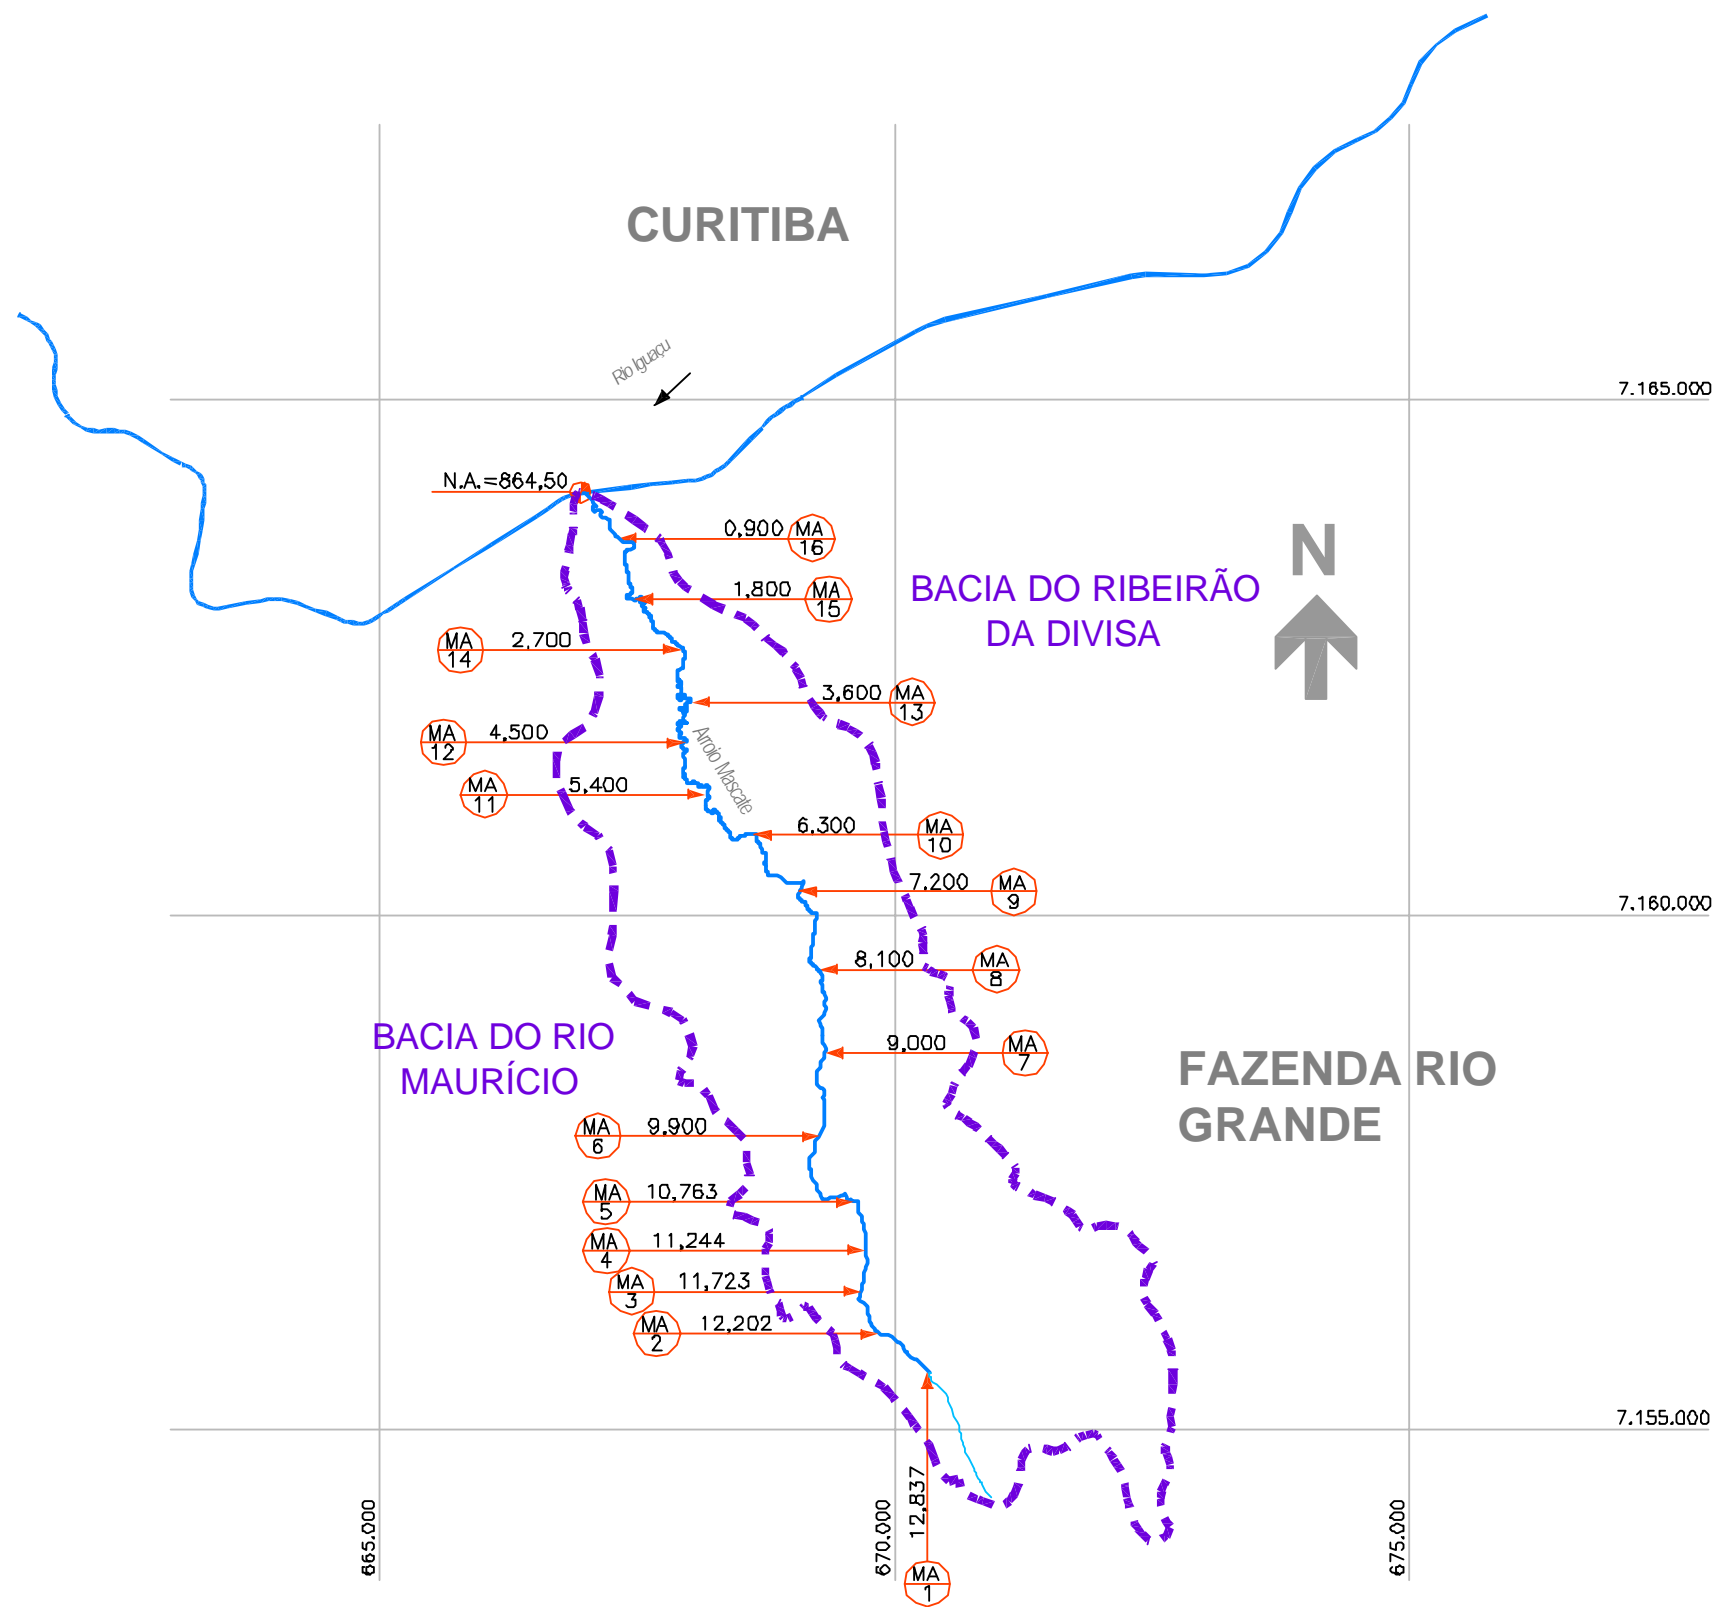 CURITIBA
Rio Iguaçu
7.165.000
N.A.=864,50
0,900 MA
16
1,800 MA
15
BACIA DO RIBEIRÃO
DA DIVISA
N
MA 2,700
14
3,600 MA
13
MA 4,500
12
Arroio Mascate
MA 5,400
11
6,300 MA
10
7,200 MA
9
7.160.000
8,100 MA
8
BACIA DO RIO
MAURÍCIO
9,000 MA
7
FAZENDA RIO
GRANDE
MA 9,900
6
MA 10,763
5
MA 11,244
4
MA 11,723
3
MA 12,202
2
7.155.000
12,837
665.000
670.000
675.000
MA
1